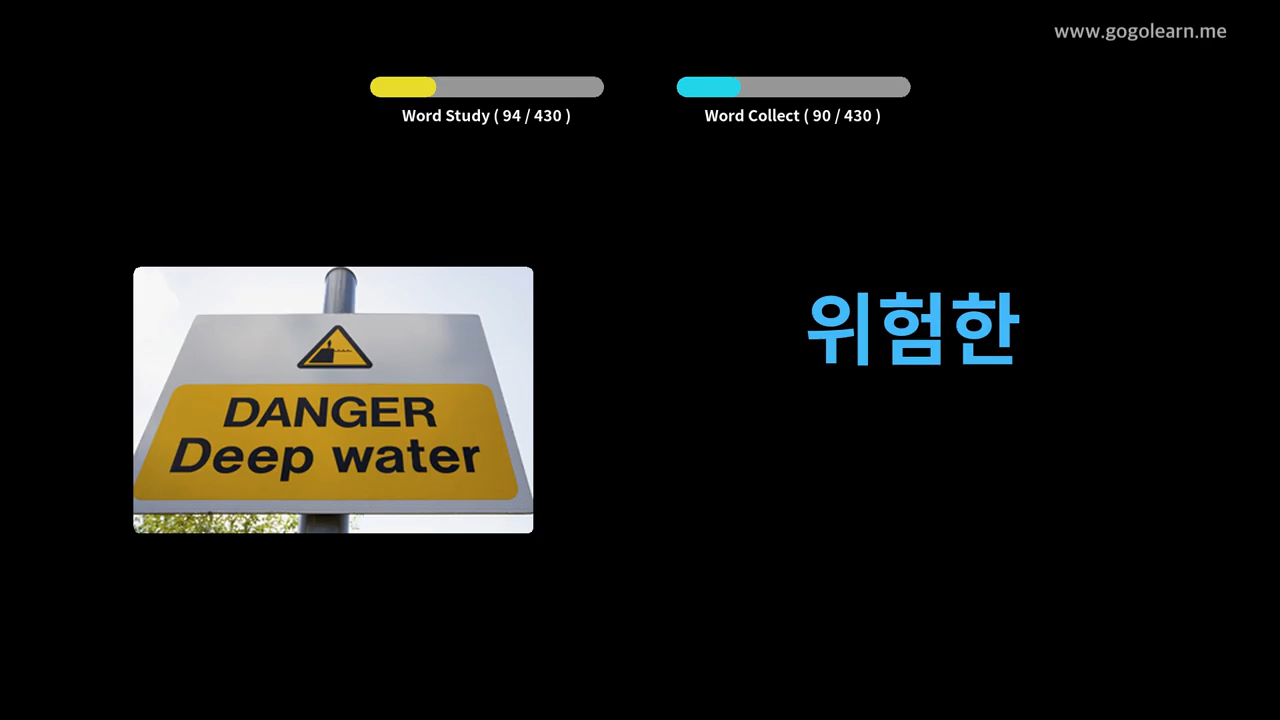 www.gogolearn.me
Word Study ( 94 / 430 )
Word Collect ( 90 / 430 )
DANGER
Deep water
위험한